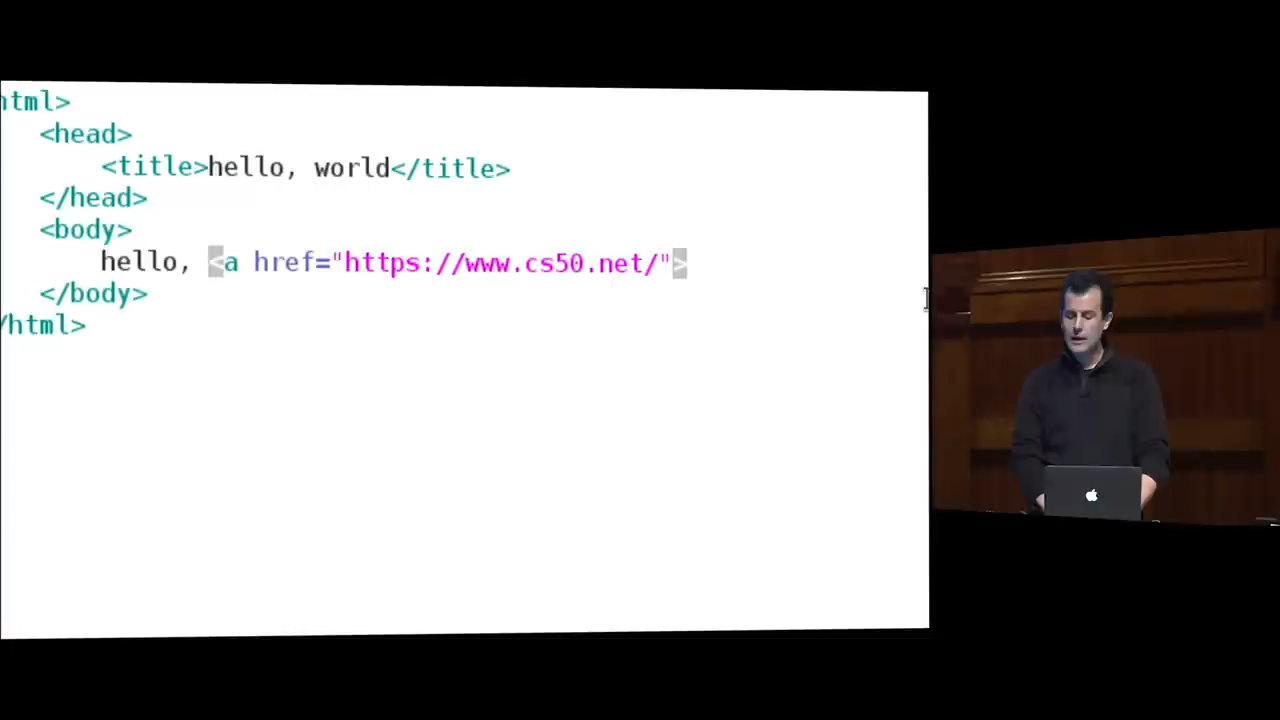 html>
<head>
<title>hello, world</title>
</head>
<body>
hello, <a href="https://www.cs50.net/">
</body>
/html>